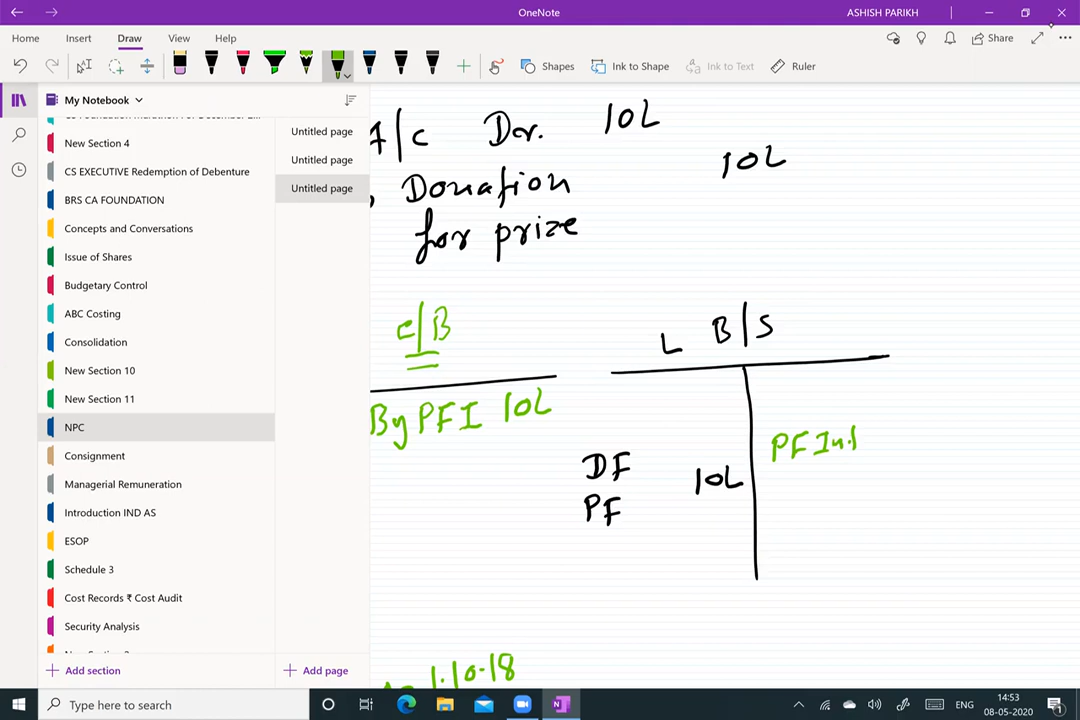 OneNote
ASHISH PARIKH
Home
Insert
Draw
View
Help
Share
Shapes
Ink to Shape
Ink to Text
Ruler
My Notebook
New Section 4
CS EXECUTIVE Redemption of Debenture
BRS CA FOUNDATION
Concepts and Conversations
Issue of Shares
Budgetary Control
ABC Costing
Consolidation
New Section 10
New Section 11
NPC
Consignment
Managerial Remuneration
Introduction IND AS
ESOP
Schedule 3
Cost Records ₹ Cost Audit
Security Analysis
Add section
Untitled page
Untitled page
Untitled page
Add page
A/c Dr. 10L
Donation 10L
for prize
C/B
By PFI 10L
L B/S
DF
PF 10L
PF Inv
1.10.18
Type here to search
ENG
14:53
08-05-2020